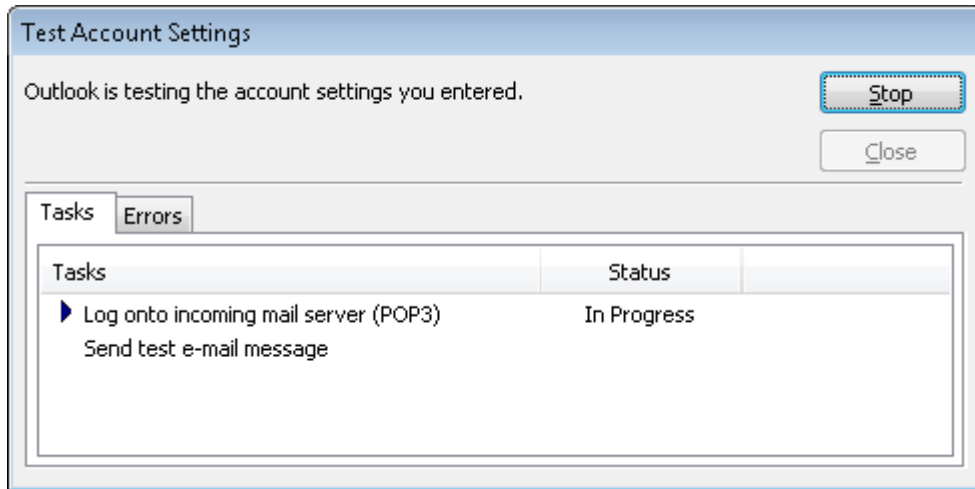 Test Account Settings
Outlook is testing the account settings you entered.
Stop
Close
Tasks Errors
Tasks Status
Log onto incoming mail server (POP3) In Progress
Send test e-mail message